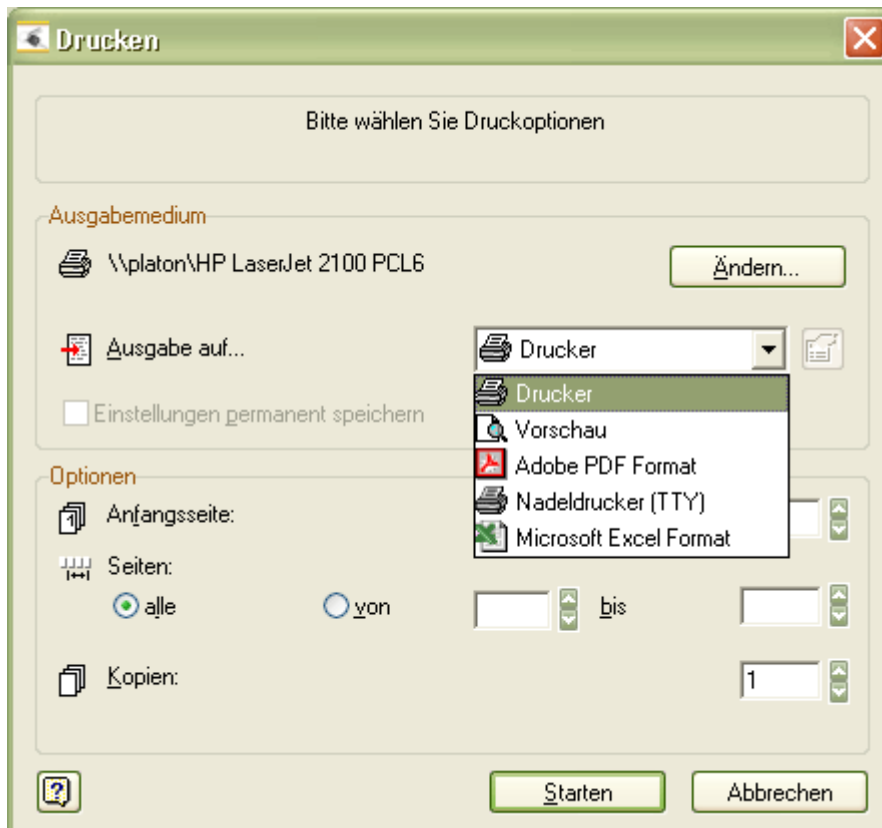 Drucken
Bitte wählen Sie Druckoptionen
Ausgabemedium
\\platon\HP LaserJet 2100 PCL6
Ändern...
Ausgabe auf...
Drucker
Drucker
Vorschau
Adobe PDF Format
Nadeldrucker (TTY)
Microsoft Excel Format
Einstellungen permanent speichern
Optionen
Anfangsseite:
Seiten:
alle
von
bis
Kopien:
1
Starten
Abbrechen